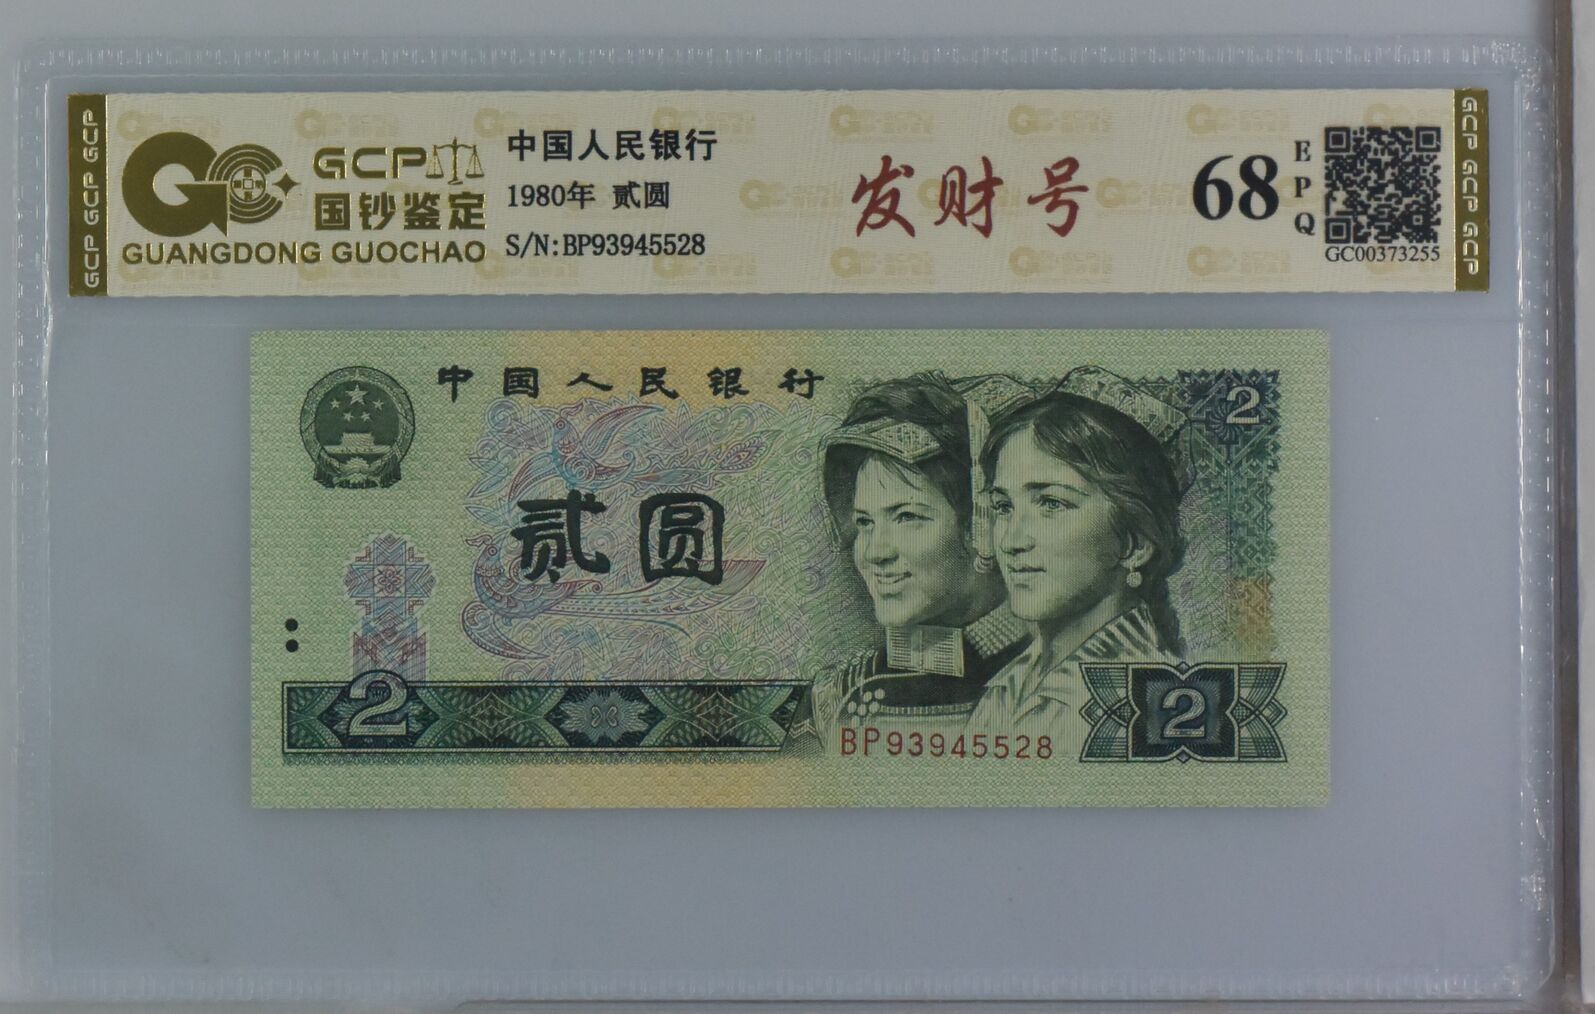 GCP GCP GCP
GCP
国钞鉴定
GUANGDONG GUOCHAO
中国人民银行
1980年 贰圆
S/N:BP93945528
发财号
68
EPQ
GC00373255
GCP GCP GCP
中国人民银行
2
贰圆
2
BP93945528
2